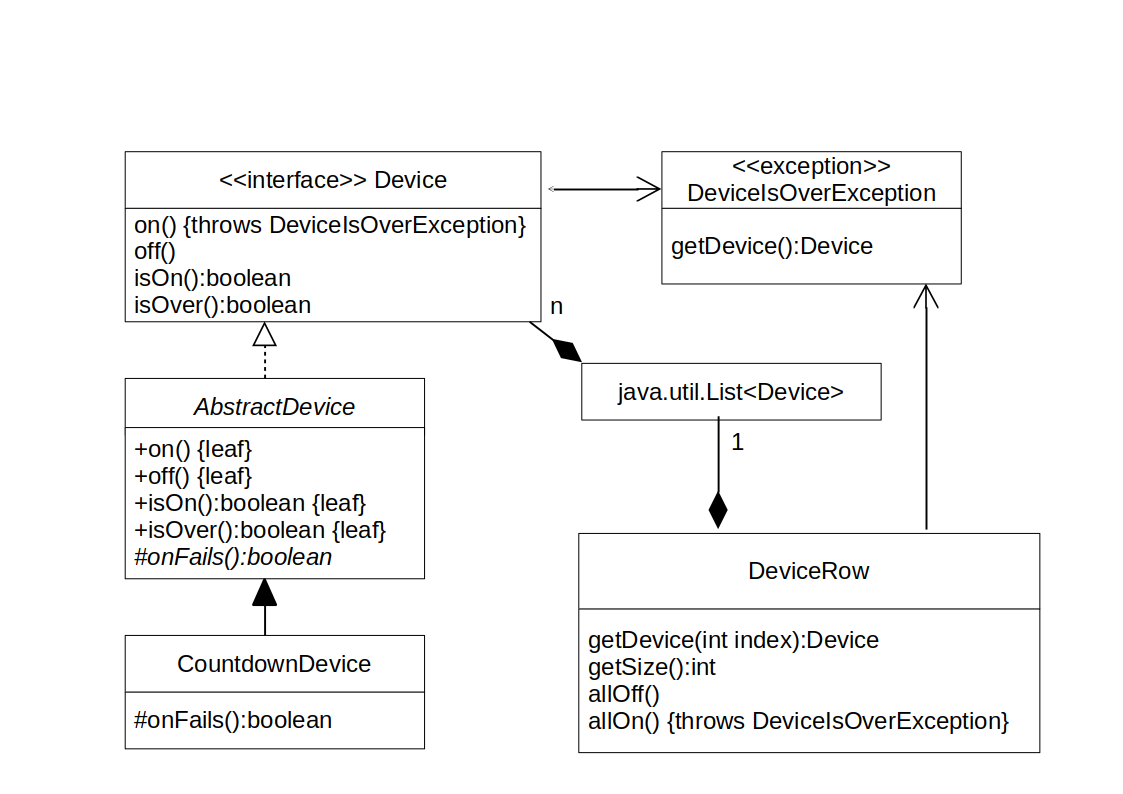 <<interface>> Device
on() {throws DeviceIsOverException}
off()
isOn():boolean
isOver():boolean
<<exception>>
DeviceIsOverException
getDevice():Device
n
java.util.List<Device>
1
AbstractDevice
+on() {leaf}
+off() {leaf}
+isOn():boolean {leaf}
+isOver():boolean {leaf}
#onFails():boolean
CountdownDevice
#onFails():boolean
DeviceRow
getDevice(int index):Device
getSize():int
allOff()
allOn() {throws DeviceIsOverException}